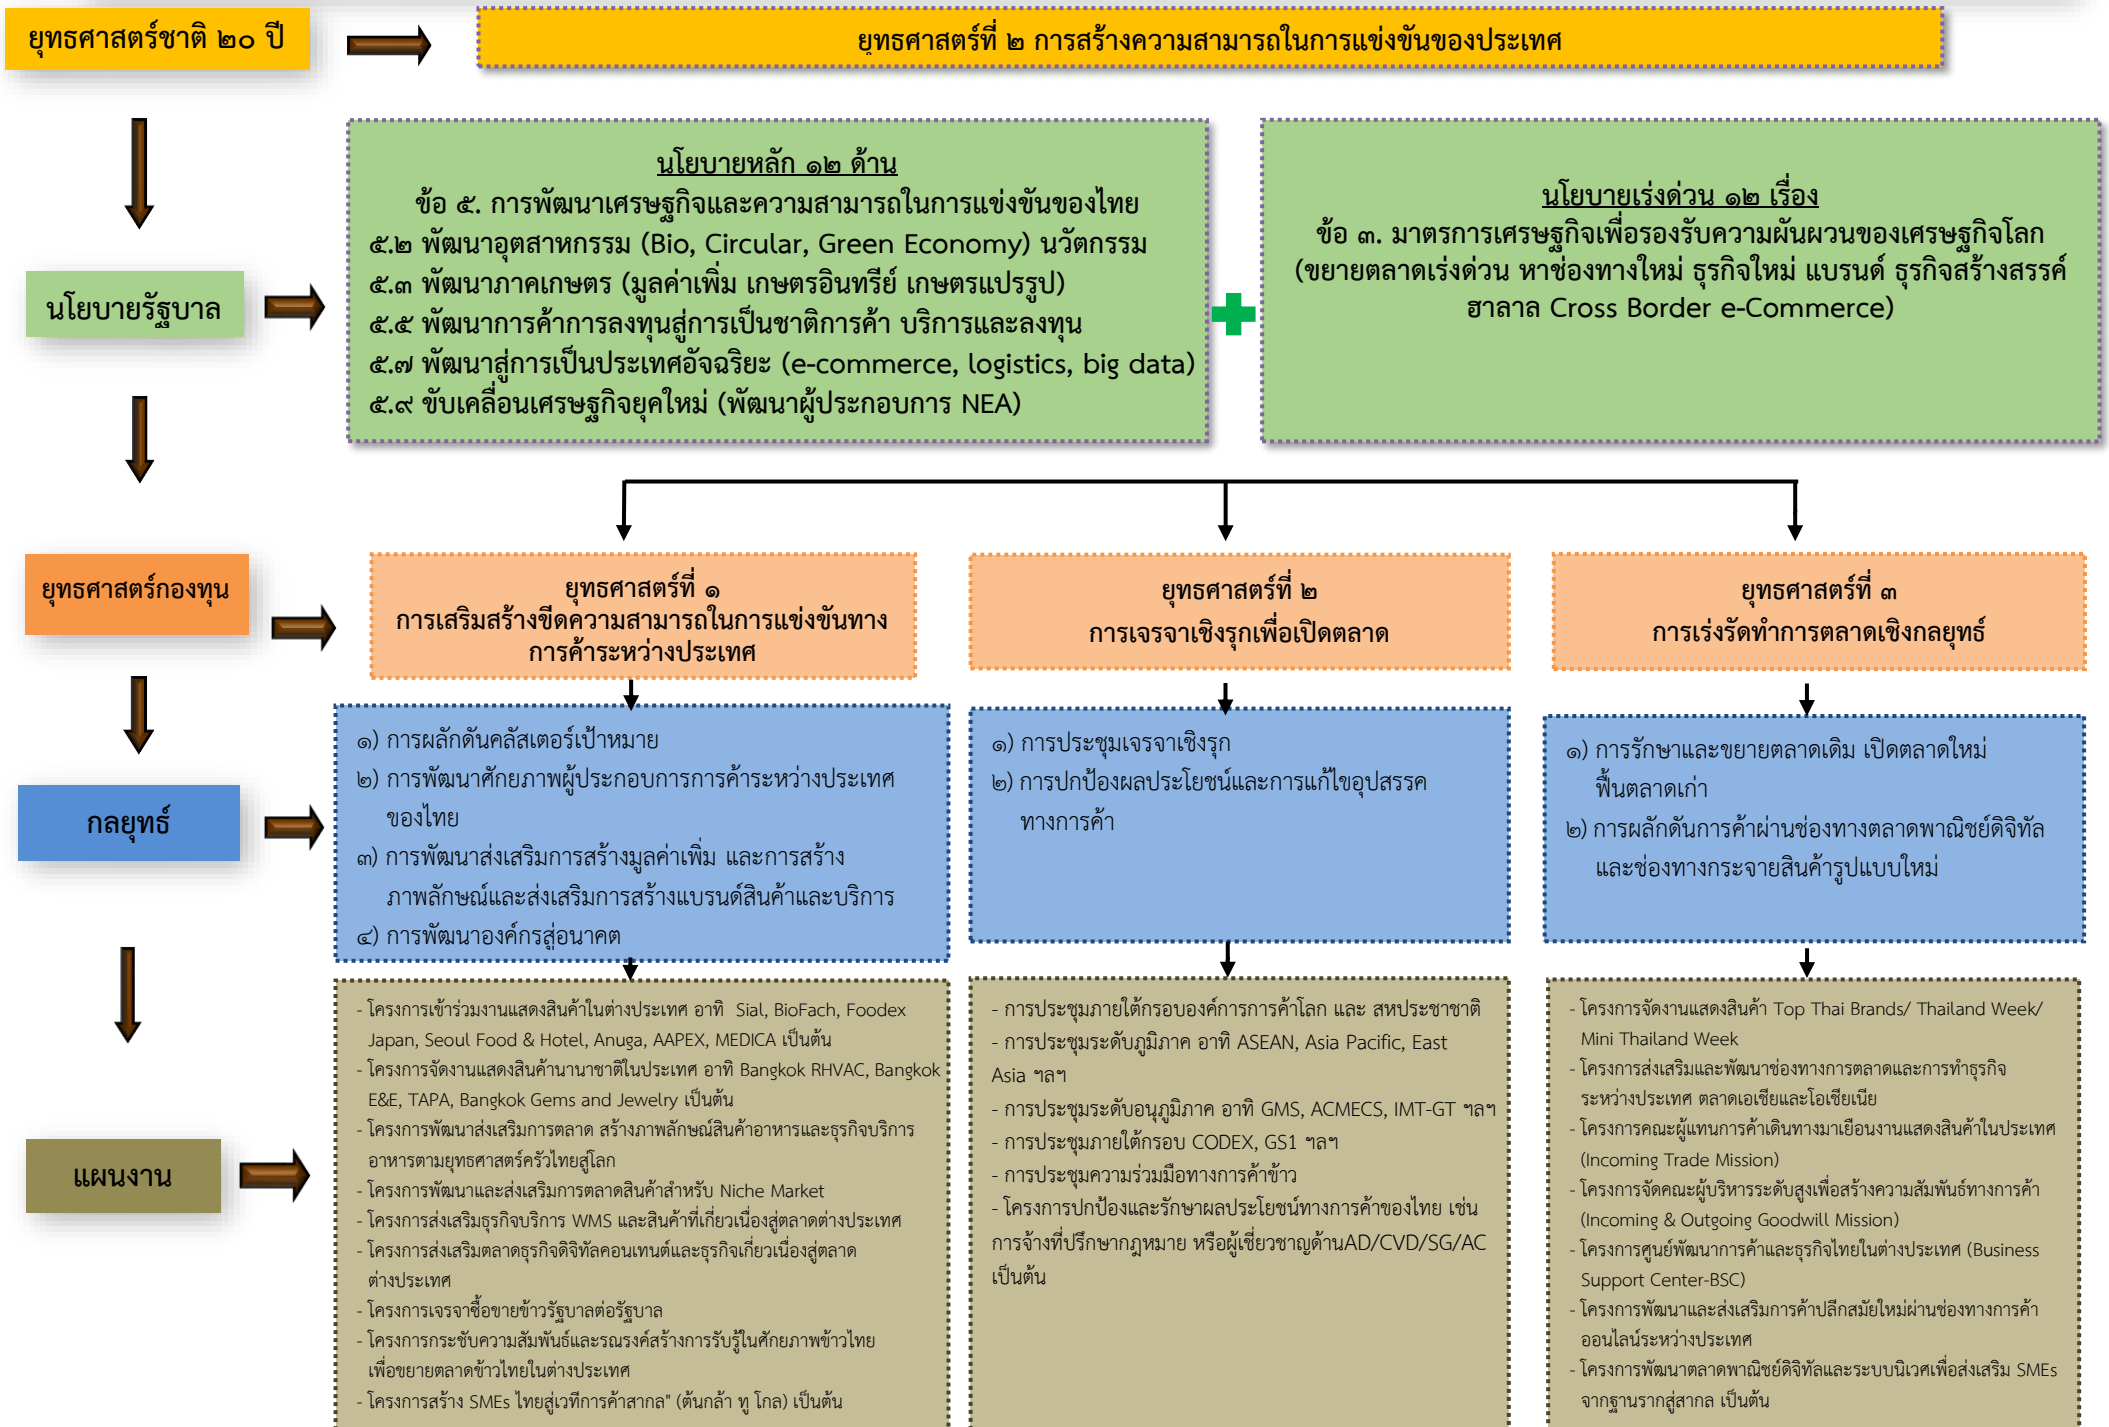 ยุทธศาสตร์ชาติ ๒๐ ปี
ยุทธศาสตร์ที่ ๒ การสร้างความสามารถในการแข่งขันของประเทศ
นโยบายรัฐบาล
นโยบายหลัก ๑๒ ด้าน
ข้อ ๕. การพัฒนาเศรษฐกิจและความสามารถในการแข่งขันของไทย
๕.๒ พัฒนาอุตสาหกรรม (Bio, Circular, Green Economy) นวัตกรรม
๕.๓ พัฒนาภาคเกษตร (มูลค่าเพิ่ม เกษตรอินทรีย์ เกษตรแปรรูป)
๕.๕ พัฒนาการค้าการลงทุนสู่การเป็นชาติการค้า บริการและลงทุน
๕.๗ พัฒนาสู่การเป็นประเทศอัจฉริยะ (e-commerce, logistics, big data)
๕.๙ ขับเคลื่อนเศรษฐกิจยุคใหม่ (พัฒนาผู้ประกอบการ NEA)
นโยบายเร่งด่วน ๑๒ เรื่อง
ข้อ ๓. มาตรการเศรษฐกิจเพื่อรองรับความผันผวนของเศรษฐกิจโลก
(ขยายตลาดเร่งด่วน หาช่องทางใหม่ ธุรกิจใหม่ แบรนด์ ธุรกิจสร้างสรรค์
ฮาลาล Cross Border e-Commerce)
ยุทธศาสตร์กองทุน
ยุทธศาสตร์ที่ ๑
การเสริมสร้างขีดความสามารถในการแข่งขันทาง
การค้าระหว่างประเทศ
ยุทธศาสตร์ที่ ๒
การเจรจาเชิงรุกเพื่อเปิดตลาด
ยุทธศาสตร์ที่ ๓
การเร่งรัดทำการตลาดเชิงกลยุทธ์
กลยุทธ์
๑) การผลักดันคลัสเตอร์เป้าหมาย
๒) การพัฒนาศักยภาพผู้ประกอบการการค้าระหว่างประเทศ
ของไทย
๓) การพัฒนาส่งเสริมการสร้างมูลค่าเพิ่ม และการสร้าง
ภาพลักษณ์และส่งเสริมการสร้างแบรนด์สินค้าและบริการ
๔) การพัฒนาองค์กรสู่อนาคต
๑) การประชุมเจรจาเชิงรุก
๒) การปกป้องผลประโยชน์และการแก้ไขอุปสรรค
ทางการค้า
๑) การรักษาและขยายตลาดเดิม เปิดตลาดใหม่
ฟื้นตลาดเก่า
๒) การผลักดันการค้าผ่านช่องทางตลาดพาณิชย์ดิจิทัล
และช่องทางกระจายสินค้ารูปแบบใหม่
แผนงาน
- โครงการเข้าร่วมงานแสดงสินค้าในต่างประเทศ อาทิ Sial, BioFach, Foodex
Japan, Seoul Food & Hotel, Anuga, AAPEX, MEDICA เป็นต้น
- โครงการจัดงานแสดงสินค้านานาชาติในประเทศ อาทิ Bangkok RHVAC, Bangkok
E&E, TAPA, Bangkok Gems and Jewelry เป็นต้น
- โครงการพัฒนาส่งเสริมการตลาด สร้างภาพลักษณ์สินค้าอาหารและธุรกิจบริการ
อาหารตามยุทธศาสตร์ครัวไทยสู่โลก
- โครงการพัฒนาและส่งเสริมการตลาดสินค้าสำหรับ Niche Market
- โครงการส่งเสริมธุรกิจบริการ WMS และสินค้าที่เกี่ยวเนื่องสู่ตลาดต่างประเทศ
- โครงการส่งเสริมตลาดธุรกิจดิจิทัลคอนเทนต์และธุรกิจเกี่ยวเนื่องสู่ตลาด
ต่างประเทศ
- โครงการเจรจาซื้อขายข้าวรัฐบาลต่อรัฐบาล
- โครงการกระชับความสัมพันธ์และรณรงค์สร้างการรับรู้ในศักยภาพข้าวไทย
เพื่อขยายตลาดข้าวไทยในต่างประเทศ
- โครงการสร้าง SMEs ไทยสู่เวทีการค้าสากล" (ต้นกล้า ทู โกล) เป็นต้น
- การประชุมภายใต้กรอบองค์การการค้าโลก และ สหประชาชาติ
- การประชุมระดับภูมิภาค อาทิ ASEAN, Asia Pacific, East
Asia ฯลฯ
- การประชุมระดับอนุภูมิภาค อาทิ GMS, ACMECS, IMT-GT ฯลฯ
- การประชุมภายใต้กรอบ CODEX, GS1 ฯลฯ
- การประชุมความร่วมมือทางการค้าข้าว
- โครงการปกป้องและรักษาผลประโยชน์ทางการค้าของไทย เช่น
การจ้างที่ปรึกษากฎหมาย หรือผู้เชี่ยวชาญด้านAD/CVD/SG/AC
เป็นต้น
- โครงการจัดงานแสดงสินค้า Top Thai Brands/ Thailand Week/
Mini Thailand Week
- โครงการส่งเสริมและพัฒนาช่องทางการตลาดและการทำธุรกิจ
ระหว่างประเทศ ตลาดเอเชียและโอเชียเนีย
- โครงการคณะผู้แทนการค้าเดินทางมาเยือนงานแสดงสินค้าในประเทศ
(Incoming Trade Mission)
- โครงการจัดคณะผู้บริหารระดับสูงเพื่อสร้างความสัมพันธ์ทางการค้า
(Incoming & Outgoing Goodwill Mission)
- โครงการศูนย์พัฒนาการค้าและธุรกิจไทยในต่างประเทศ (Business
Support Center-BSC)
- โครงการพัฒนาและส่งเสริมการค้าปลีกสมัยใหม่ผ่านช่องทางการค้า
ออนไลน์ระหว่างประเทศ
- โครงการพัฒนาตลาดพาณิชย์ดิจิทัลและระบบนิเวศเพื่อส่งเสริม SMEs
จากฐานรากสู่สากล เป็นต้น